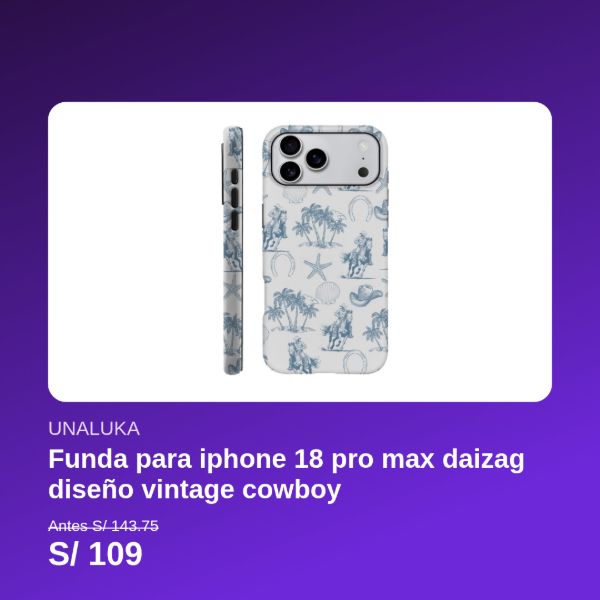 UNALUKA
Funda para iphone 18 pro max daizag
diseño vintage cowboy
Antes S/ 143.75
S/ 109